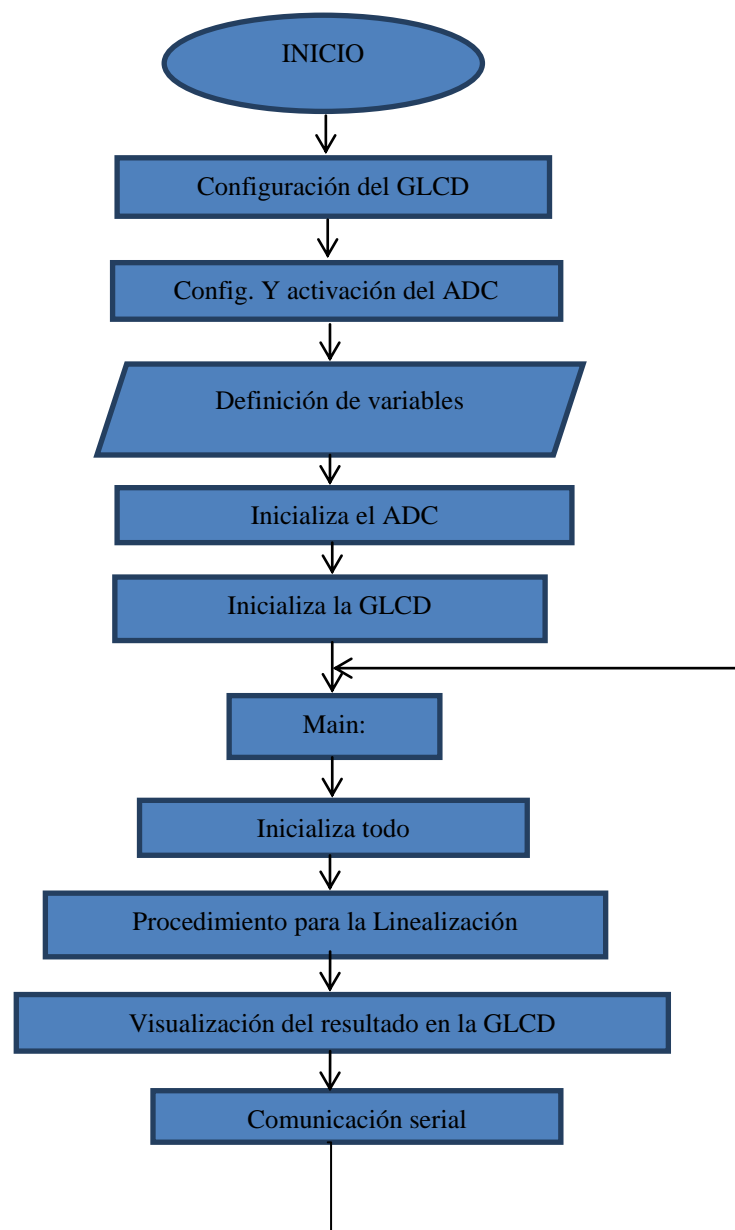 INICIO
Configuración del GLCD
Config. Y activación del ADC
Definición de variables
Inicializa el ADC
Inicializa la GLCD
Main:
Inicializa todo
Procedimiento para la Linealización
Visualización del resultado en la GLCD
Comunicación serial